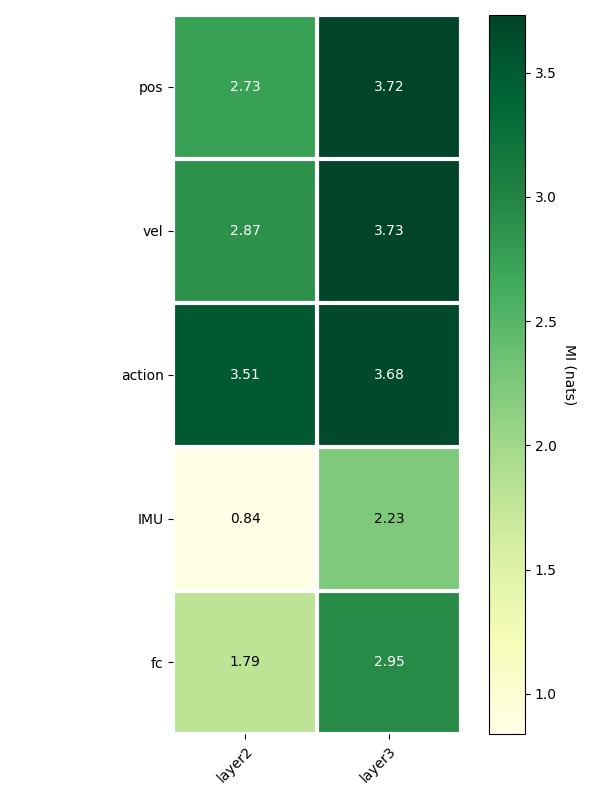 pos 2.73 3.72
vel 2.87 3.73
action 3.51 3.68
IMU 0.84 2.23
fc 1.79 2.95
layer2 layer3
3.5
3.0
2.5
2.0
1.5
1.0
MI (nats)